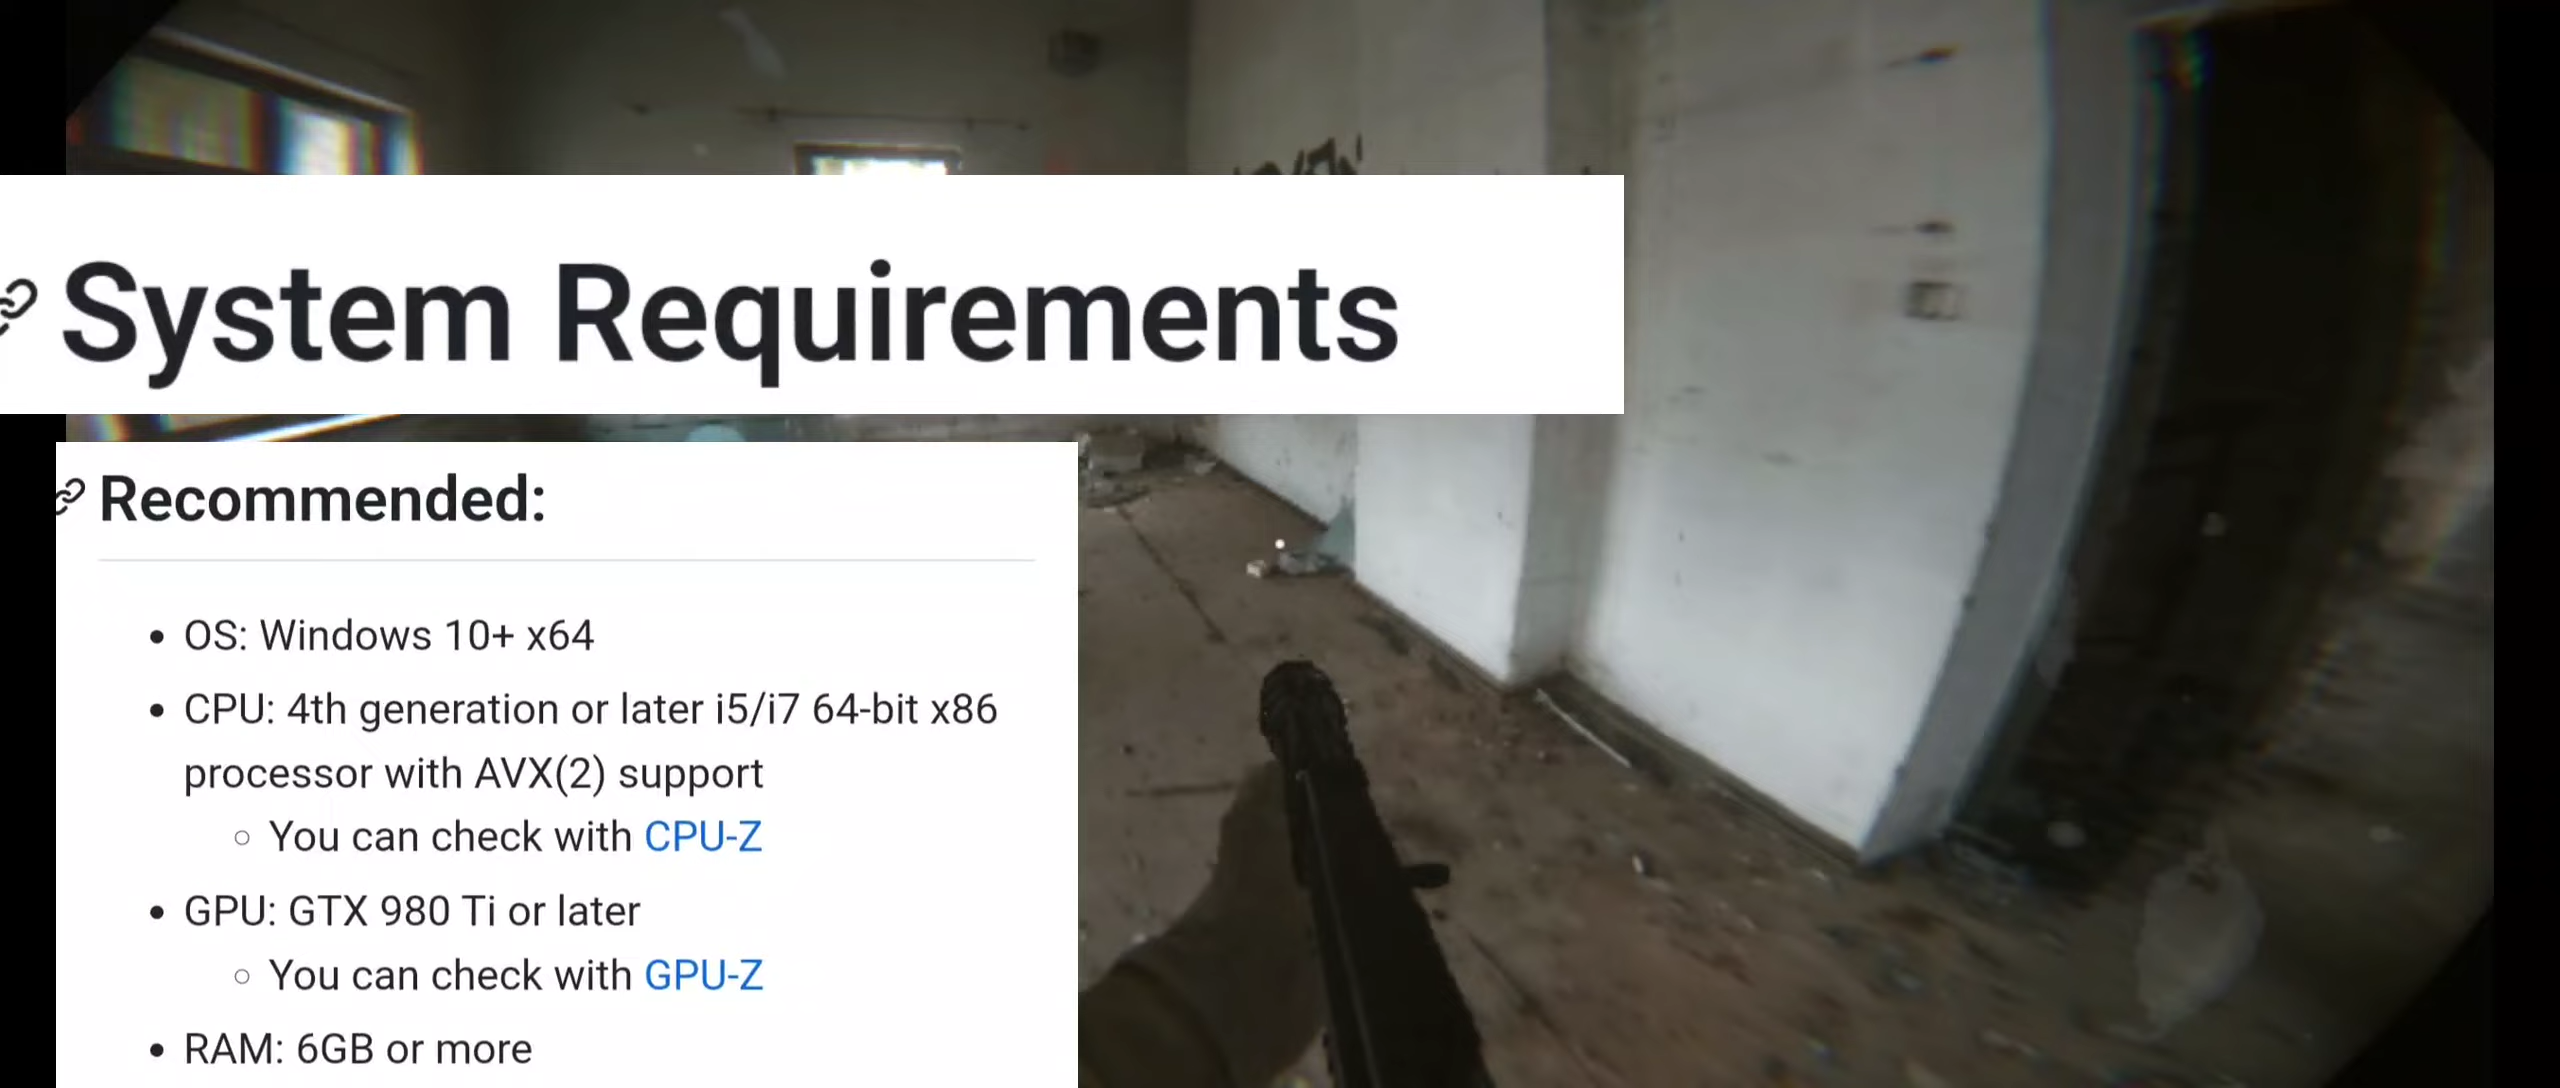 System Requirements
Recommended:
OS: Windows 10+ x64
CPU: 4th generation or later i5/i7 64-bit x86
processor with AVX(2) support
You can check with CPU-Z
GPU: GTX 980 Ti or later
You can check with GPU-Z
RAM: 6GB or more